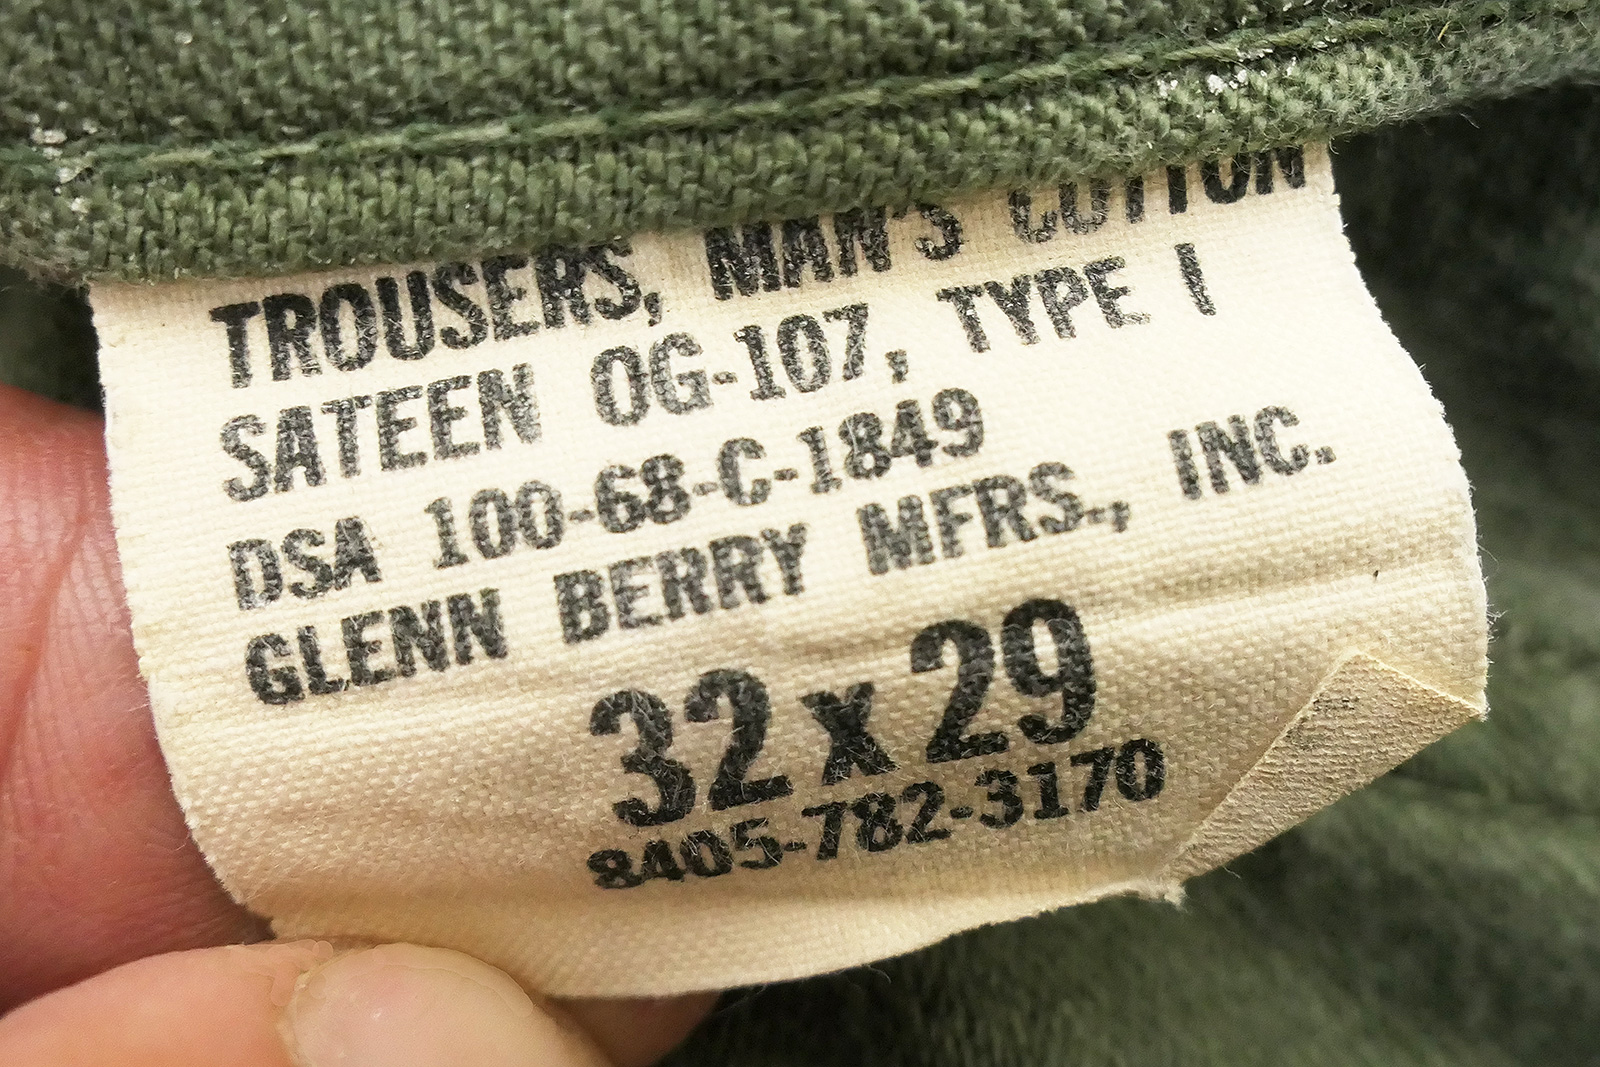 TROUSERS, MAN'S COTTON
SATEEN OG-107, TYPE I
DSA 100-68-C-1849
GLENN BERRY MFRS., INC.
32 x 29
8405-782-3170